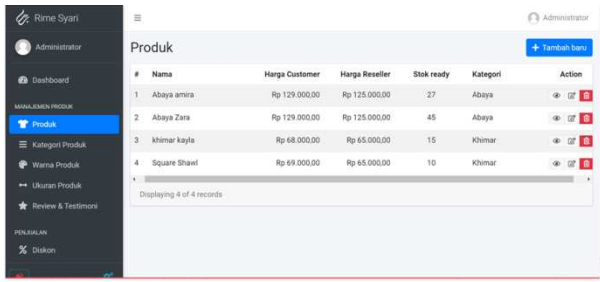 Rime Syari
Administrator
Administrator
Dashboard
MANAJEMEN PRODUK
Produk
Kategori Produk
Warna Produk
Ukuran Produk
Review & Testimoni
PENJUALAN
Diskon
Produk
+ Tambah baru
# Nama Harga Customer Harga Reseller Stok ready Kategori Action
1 Abaya amira Rp 129.000,00 Rp 125.000,00 27 Abaya
2 Abaya Zara Rp 129.000,00 Rp 125.000,00 45 Abaya
3 khimar kayla Rp 68.000,00 Rp 65.000,00 15 Khimar
4 Square Shawl Rp 69.000,00 Rp 65.000,00 10 Khimar
Displaying 4 of 4 records